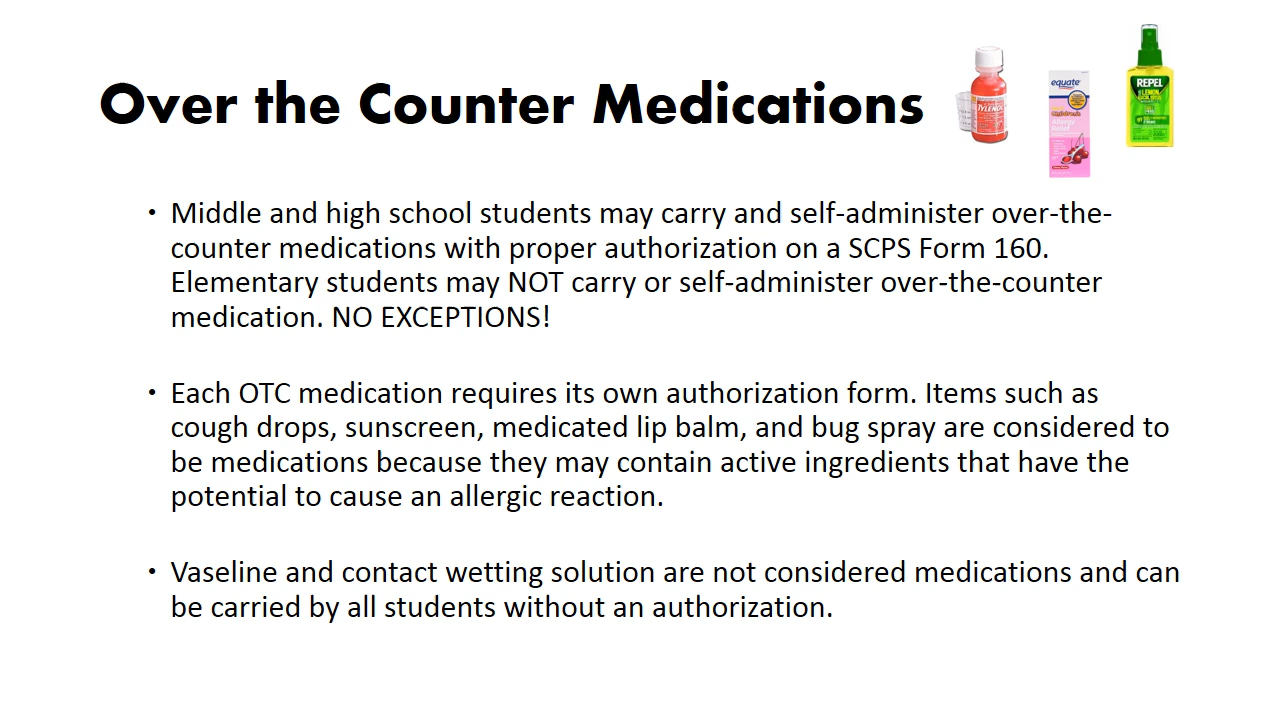 Over the Counter Medications
TYLENOL
equate
Children's
Allergy
Relief
REPEL
LEMON
• Middle and high school students may carry and self-administer over-the-
counter medications with proper authorization on a SCPS Form 160.
Elementary students may NOT carry or self-administer over-the-counter
medication. NO EXCEPTIONS!
• Each OTC medication requires its own authorization form. Items such as
cough drops, sunscreen, medicated lip balm, and bug spray are considered to
be medications because they may contain active ingredients that have the
potential to cause an allergic reaction.
• Vaseline and contact wetting solution are not considered medications and can
be carried by all students without an authorization.